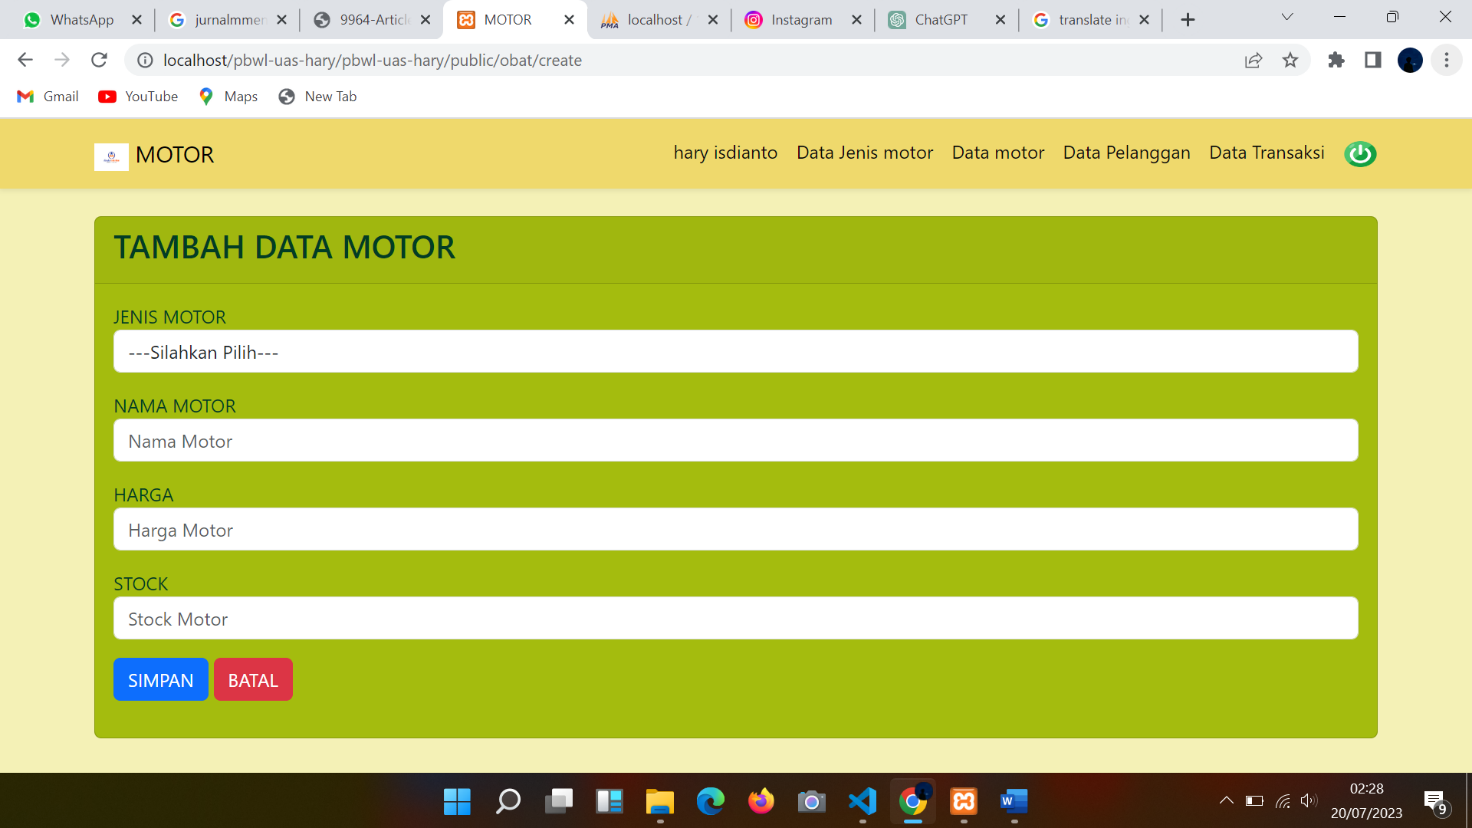 WhatsApp
jurnalmmer
9964-Articl
MOTOR
localhost /
Instagram
ChatGPT
translate in
localhost/pbwl-uas-hary/pbwl-uas-hary/public/obat/create
Gmail
YouTube
Maps
New Tab
MOTOR
hary isdianto
Data Jenis motor
Data motor
Data Pelanggan
Data Transaksi
TAMBAH DATA MOTOR
JENIS MOTOR
---Silahkan Pilih---
NAMA MOTOR
Nama Motor
HARGA
Harga Motor
STOCK
Stock Motor
SIMPAN
BATAL
02:28
20/07/2023
9